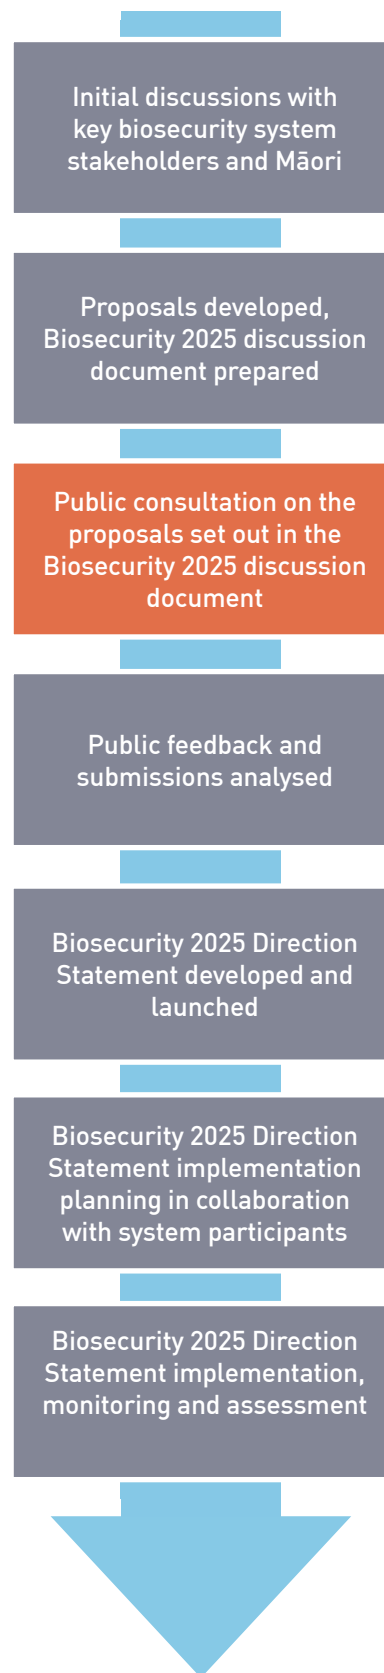 Initial discussions with
key biosecurity system
stakeholders and Māori
Proposals developed,
Biosecurity 2025 discussion
document prepared
Public consultation on the
proposals set out in the
Biosecurity 2025 discussion
document
Public feedback and
submissions analysed
Biosecurity 2025 Direction
Statement developed and
launched
Biosecurity 2025 Direction
Statement implementation
planning in collaboration
with system participants
Biosecurity 2025 Direction
Statement implementation,
monitoring and assessment